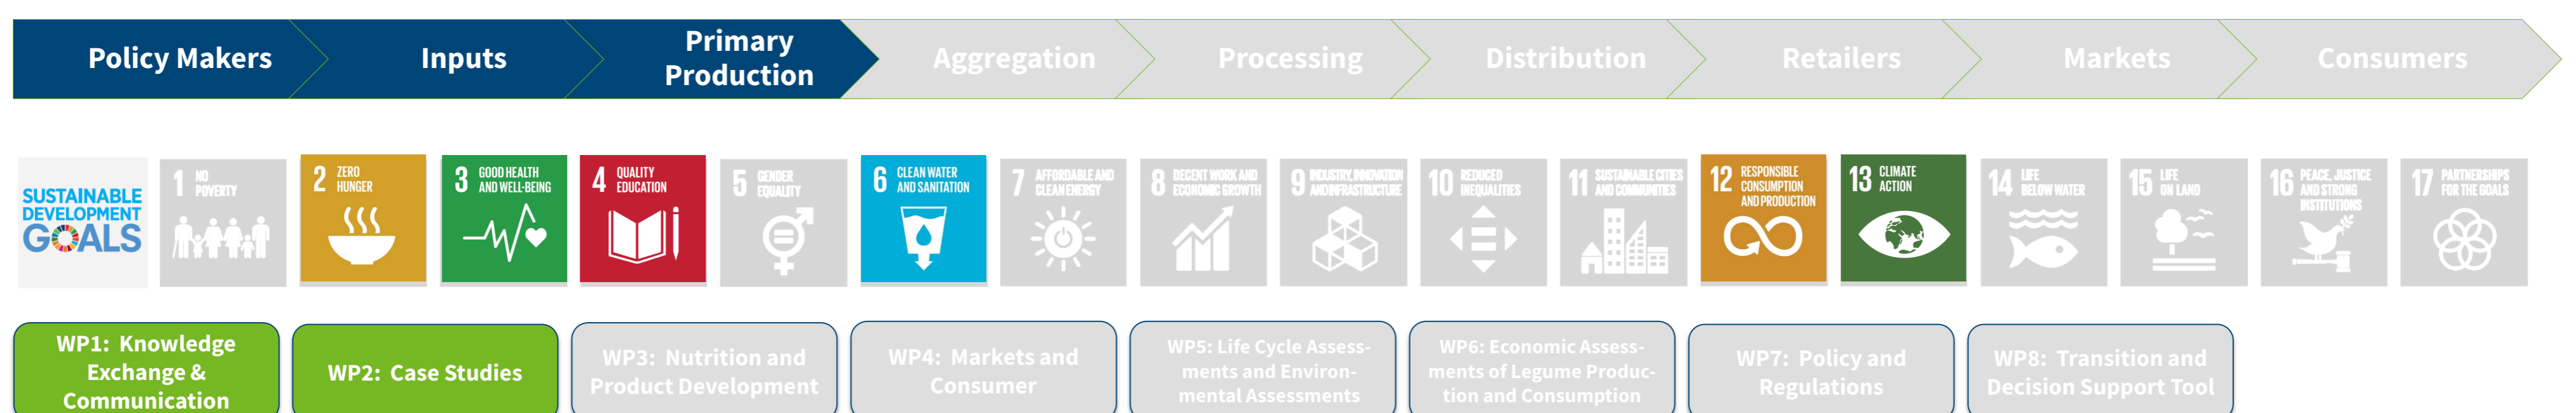 Policy Makers
Inputs
Primary
Production
Aggregation
Processing
Distribution
Retailers
Markets
Consumers
SUSTAINABLE
DEVELOPMENT
GOALS
1 NO
POVERTY
2 ZERO
HUNGER
3 GOOD HEALTH
AND WELL-BEING
4 QUALITY
EDUCATION
5 GENDER
EQUALITY
6 CLEAN WATER
AND SANITATION
7 AFFORDABLE AND
CLEAN ENERGY
8 DECENT WORK AND
ECONOMIC GROWTH
9 INDUSTRY, INNOVATION
AND INFRASTRUCTURE
10 REDUCED
INEQUALITIES
11 SUSTAINABLE CITIES
AND COMMUNITIES
12 RESPONSIBLE
CONSUMPTION
AND PRODUCTION
13 CLIMATE
ACTION
14 LIFE
BELOW WATER
15 LIFE
ON LAND
16 PEACE, JUSTICE
AND STRONG
INSTITUTIONS
17 PARTNERSHIPS
FOR THE GOALS
WP1: Knowledge
Exchange &
Communication
WP2: Case Studies
WP3: Nutrition and
Product Development
WP4: Markets and
Consumer
WP5: Life Cycle Assess-
ments and Environ-
mental Assessments
WP6: Economic Assess-
ments of Legume Produc-
tion and Consumption
WP7: Policy and
Regulations
WP8: Transition and
Decision Support Tool